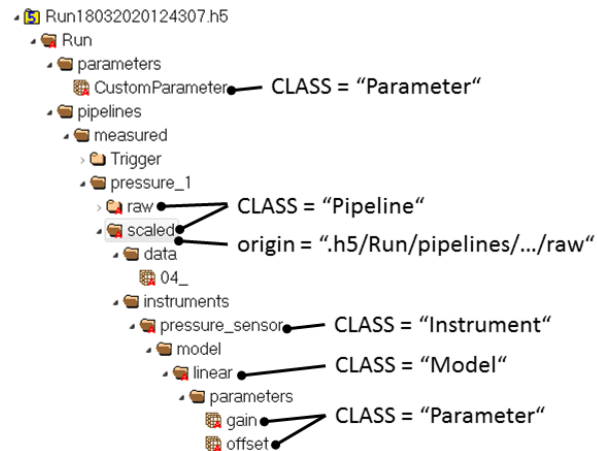 Run18032020124307.h5
Run
parameters
CustomParameter CLASS = “Parameter“
pipelines
measured
Trigger
pressure_1
raw CLASS = “Pipeline“
scaled
origin = “.h5/Run/pipelines/.../raw“
data
04_
instruments
pressure_sensor CLASS = “Instrument“
model
linear CLASS = “Model“
parameters
gain CLASS = “Parameter“
offset